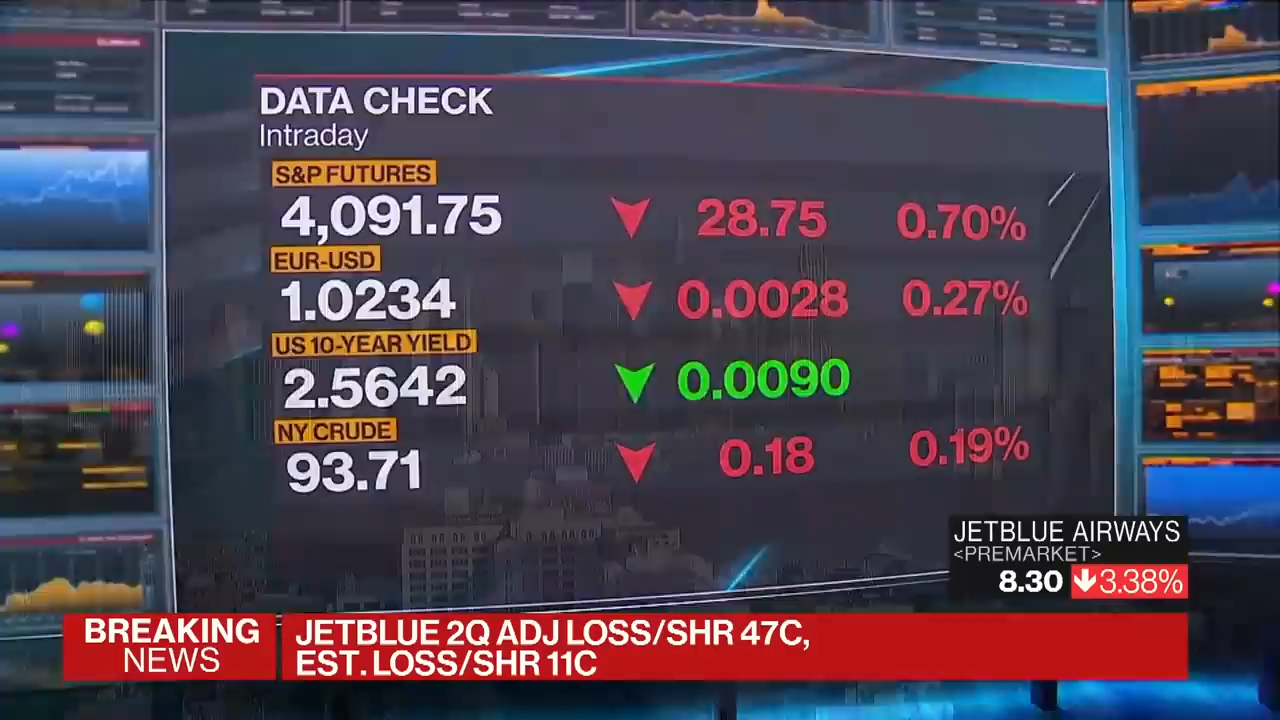 DATA CHECK
Intraday
S&P FUTURES
4,091.75 28.75 0.70%
EUR-USD
1.0234 0.0028 0.27%
US 10-YEAR YIELD
2.5642 0.0090
NY CRUDE
93.71 0.18 0.19%
JETBLUE AIRWAYS
<PREMARKET>
8.30 3.38%
BREAKING
NEWS
JETBLUE 2Q ADJ LOSS/SHR 47C,
EST. LOSS/SHR 11C